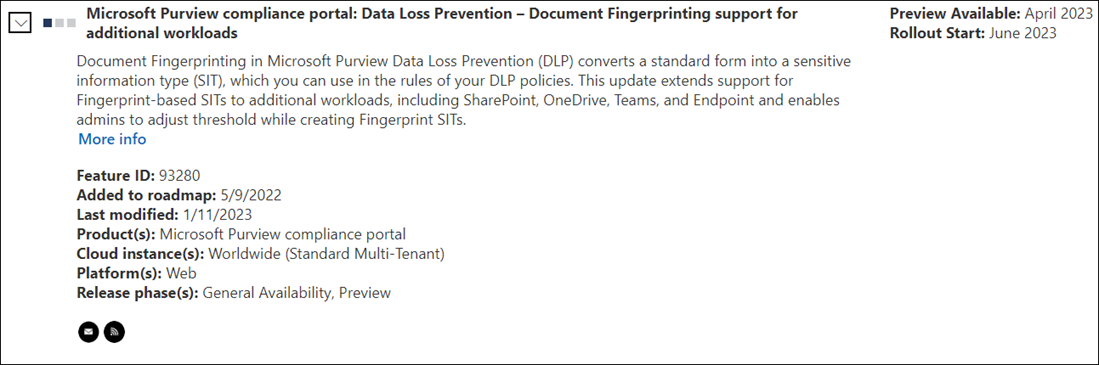 Microsoft Purview compliance portal: Data Loss Prevention – Document Fingerprinting support for
additional workloads
Preview Available: April 2023
Rollout Start: June 2023
Document Fingerprinting in Microsoft Purview Data Loss Prevention (DLP) converts a standard form into a sensitive
information type (SIT), which you can use in the rules of your DLP policies. This update extends support for
Fingerprint-based SITs to additional workloads, including SharePoint, OneDrive, Teams, and Endpoint and enables
admins to adjust threshold while creating Fingerprint SITs.
More info
Feature ID: 93280
Added to roadmap: 5/9/2022
Last modified: 1/11/2023
Product(s): Microsoft Purview compliance portal
Cloud instance(s): Worldwide (Standard Multi-Tenant)
Platform(s): Web
Release phase(s): General Availability, Preview